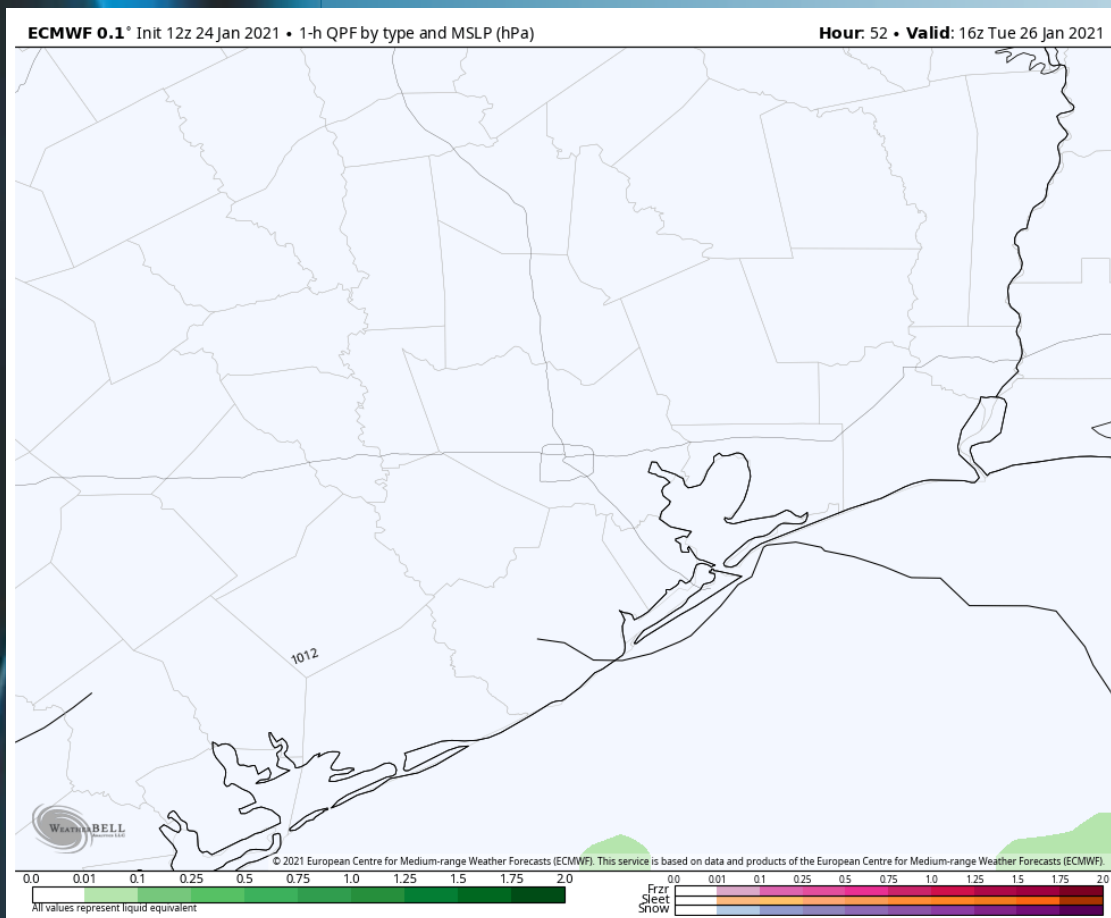 ECMWF 0.1° Init 12z 24 Jan 2021 • 1-h QPF by type and MSLP (hPa)
Hour: 52 • Valid: 16z Tue 26 Jan 2021
1012
WEATHERBELL
© 2021 European Centre for Medium-range Weather Forecasts (ECMWF). This service is based on data and products of the European Centre for Medium-range Weather Forecasts (ECMWF).
0.0 0.01 0.1 0.25 0.5 0.75 1.0 1.25 1.5 1.75 2.0
All values represent liquid equivalent
0.0 0.01 0.1 0.25 0.5 0.75 1.0 1.25 1.5 1.75 2.0
Frzr
Sleet
Snow